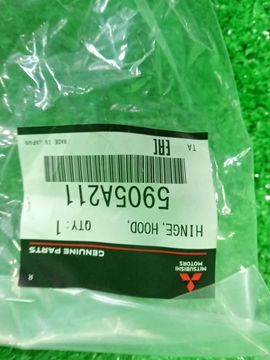 MITSUBISHI
MOTORS
GENUINE PARTS
R
HINGE, HOOD,
QTY: 1
5905A211
TA
EAC
MADE IN JAPAN